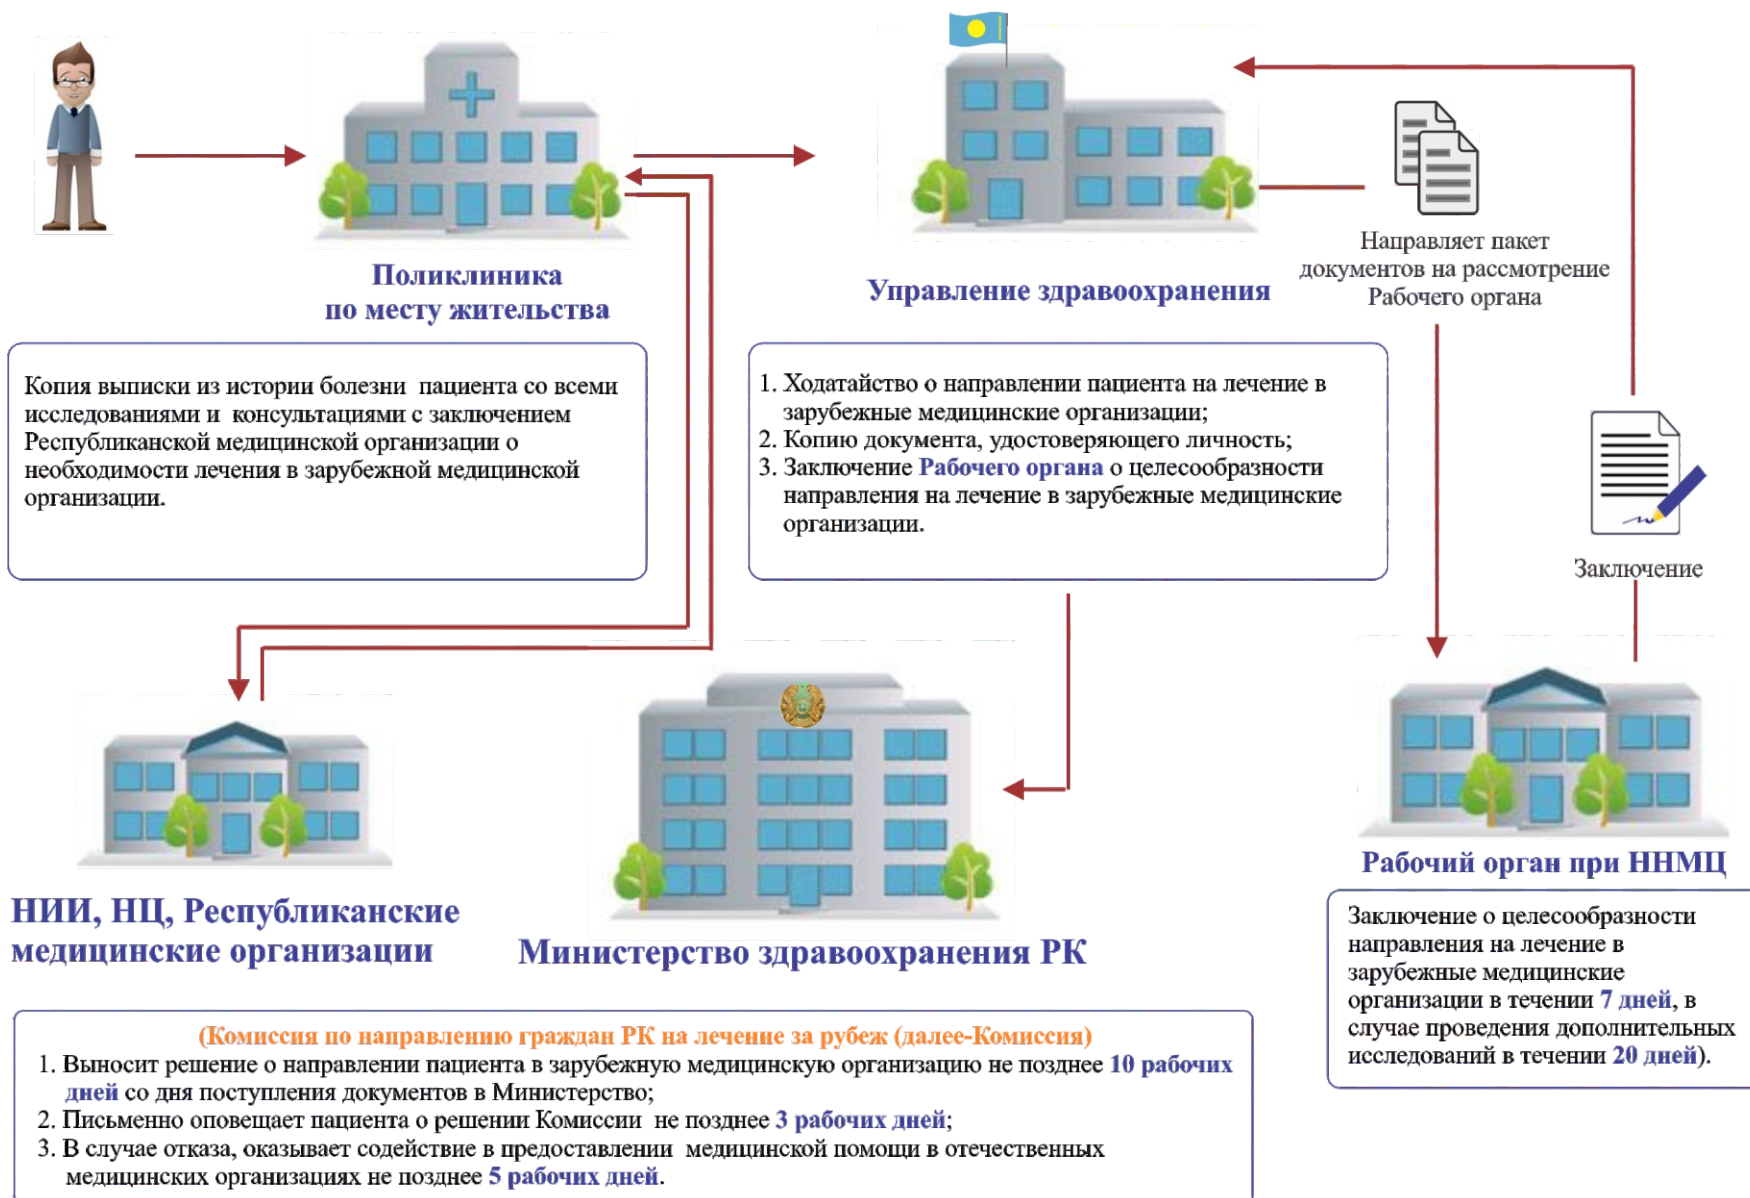 Поликлиника
по месту жительства
Управление здравоохранения
Направляет пакет
документов на рассмотрение
Рабочего органа
Копия выписки из истории болезни пациента со всеми
исследованиями и консультациями с заключением
Республиканской медицинской организации о
необходимости лечения в зарубежной медицинской
организации.
1. Ходатайство о направлении пациента на лечение в
зарубежные медицинские организации;
2. Копию документа, удостоверяющего личность;
3. Заключение Рабочего органа о целесообразности
направления на лечение в зарубежные медицинские
организации.
Заключение
НИИ, НЦ, Республиканские
медицинские организации
Министерство здравоохранения РК
Рабочий орган при ННМЦ
Заключение о целесообразности
направления на лечение в
зарубежные медицинские
организации в течении 7 дней, в
случае проведения дополнительных
исследований в течении 20 дней).
(Комиссия по направлению граждан РК на лечение за рубеж (далее-Комиссия)
1. Выносит решение о направлении пациента в зарубежную медицинскую организацию не позднее 10 рабочих
дней со дня поступления документов в Министерство;
2. Письменно оповещает пациента о решении Комиссии не позднее 3 рабочих дней;
3. В случае отказа, оказывает содействие в предоставлении медицинской помощи в отечественных
медицинских организациях не позднее 5 рабочих дней.